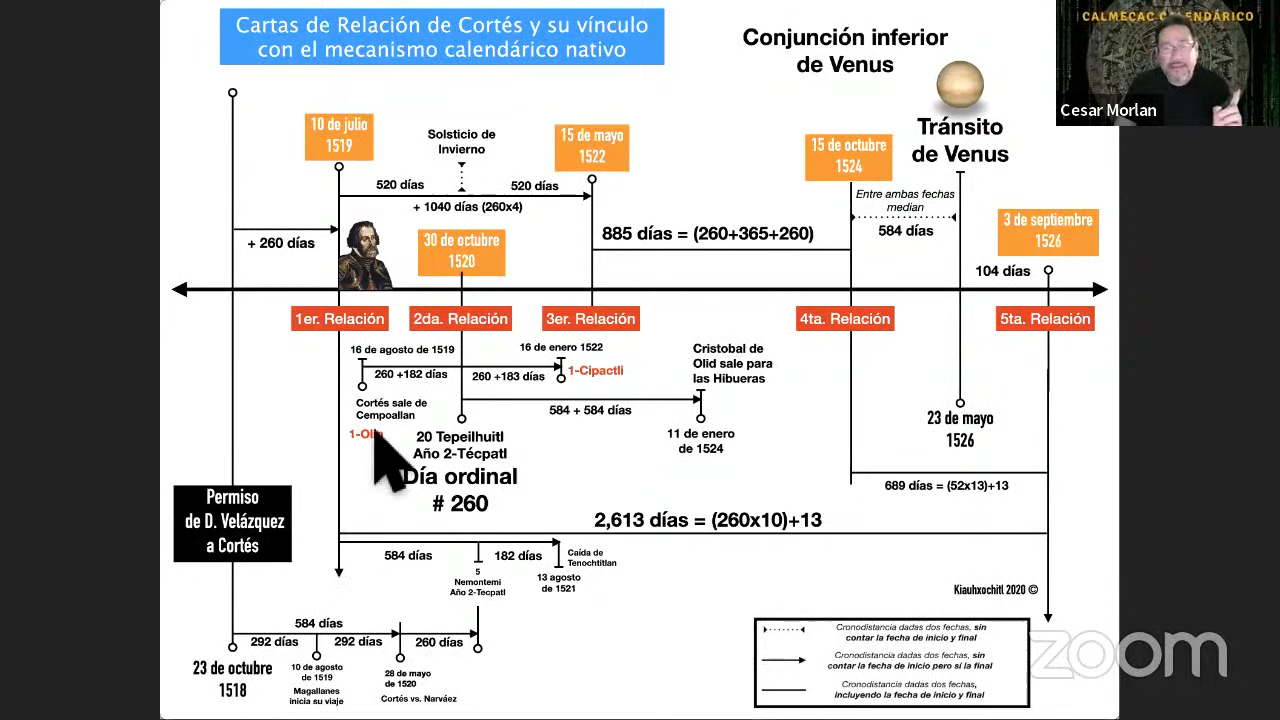 Cartas de Relación de Cortés y su vínculo
con el mecanismo calendárico nativo
Conjunción inferior
de Venus
Tránsito
de Venus
CALMECAC CALENDÁRICO
Cesar Morlan
10 de julio
1519
Solsticio de
Invierno
15 de mayo
1522
15 de octubre
1524
3 de septiembre
1526
520 días
520 días
+ 1040 días (260x4)
+ 260 días
30 de octubre
1520
885 días = (260+365+260)
Entre ambas fechas
median
584 días
104 días
1er. Relación
2da. Relación
3er. Relación
4ta. Relación
5ta. Relación
16 de agosto de 1519
260 +182 días
16 de enero 1522
260 +183 días
1-Cipactli
Cortés sale de
Cempoallan
Cristobal de
Olid sale para
las Hibueras
584 + 584 días
11 de enero
de 1524
20 Tepeilhuitl
Año 2-Técpatl
Día ordinal
# 260
23 de mayo
1526
689 días = (52x13)+13
Permiso
de D. Velázquez
a Cortés
2,613 días = (260x10)+13
584 días
182 días
5
Nemontemi
Año 2-Tecpatl
Caída de
Tenochtitlan
13 agosto
de 1521
584 días
292 días
292 días
260 días
23 de octubre
1518
10 de agosto
de 1519
Magallanes
inicia su viaje
28 de mayo
de 1520
Cortés vs. Narváez
Kiauhxochitl 2020 ©
Cronodistancia dadas dos fechas, sin
contar la fecha de inicio y final
Cronodistancia dadas dos fechas, sin
contar la fecha de inicio pero sí la final
Cronodistancia dadas dos fechas,
incluyendo la fecha de inicio y final
zoom